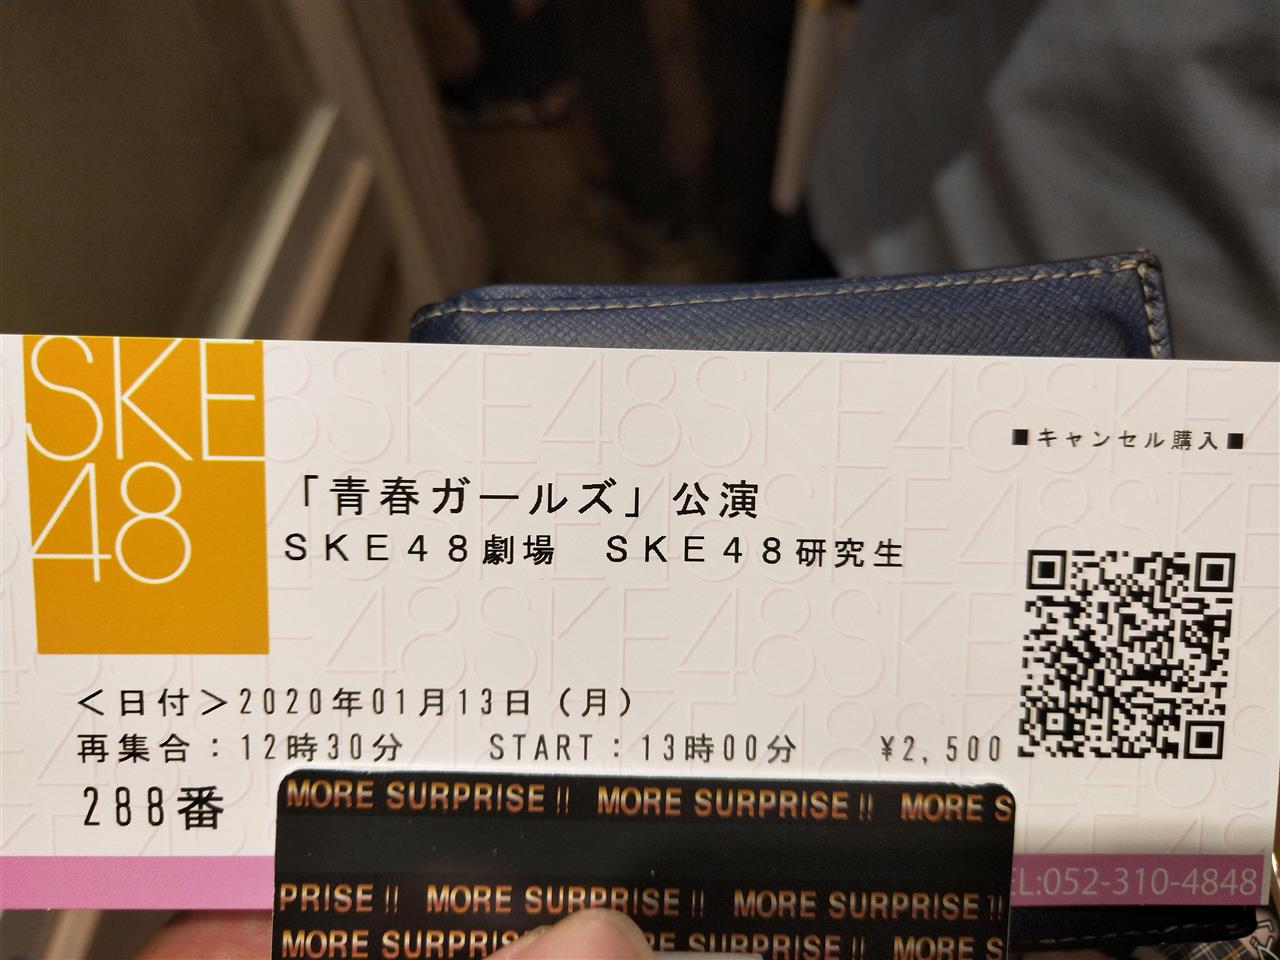 SKE
48
■キャンセル購入■
「青春ガールズ」公演
SKE48劇場　SKE48研究生
＜日付＞2020年01月13日（月）
再集合：12時30分　START：13時00分　¥2,500
288番
MORE SURPRISE !! MORE SURPRISE !! MORE S
PRISE !! MORE SURPRISE !! MORE SURPRISE !!
MORE SURPRISE !! MORE S
EL:052-310-4848